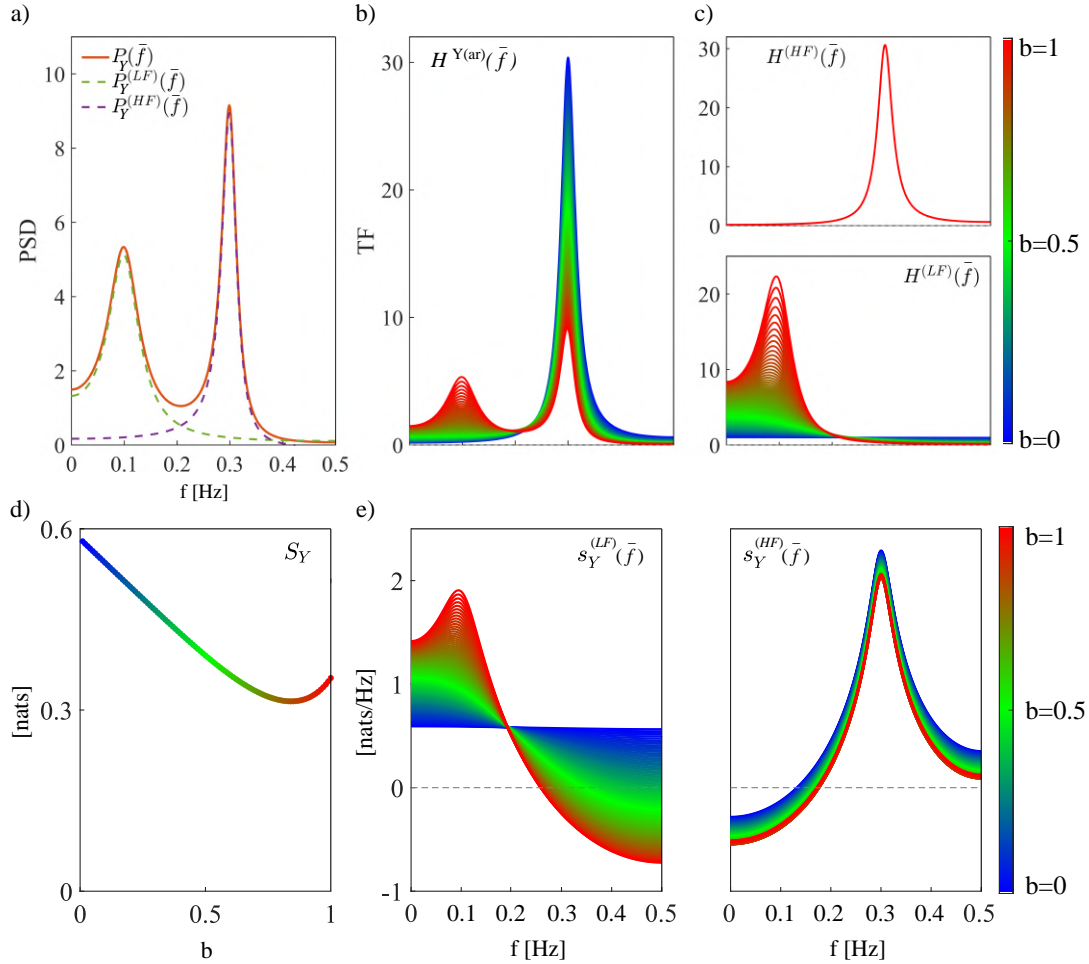 a)
10
8
6
4
2
0
PSD
P_Y(f̄)
P_Y^(LF)(f̄)
P_Y^(HF)(f̄)
0 0.1 0.2 0.3 0.4 0.5
f [Hz]
b)
30
20
10
0
TF
H^Y(ar)(f̄)
c)
30
20
10
0
H^(HF)(f̄)
20
10
0
H^(LF)(f̄)
b=1
b=0.5
b=0
d)
0.6
0.3
0
[nats]
S_Y
0 0.5 1
b
e)
2
1
0
-1
[nats/Hz]
s_Y^(LF)(f̄)
0 0.1 0.2 0.3 0.4 0.5
f [Hz]
s_Y^(HF)(f̄)
0 0.1 0.2 0.3 0.4 0.5
f [Hz]
b=1
b=0.5
b=0